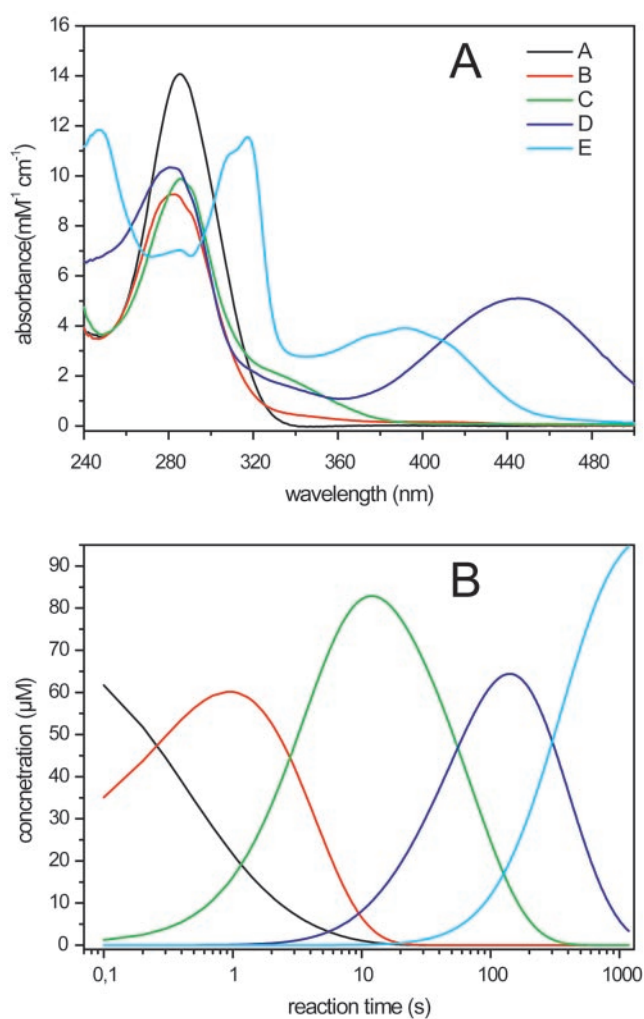 A
A
B
C
D
E
16
14
12
10
8
6
4
2
0
absorbance(mM-1 cm-1)
240 280 320 360 400 440 480
wavelength (nm)
B
90
80
70
60
50
40
30
20
10
0
concnetration (µM)
0,1 1 10 100 1000
reaction time (s)